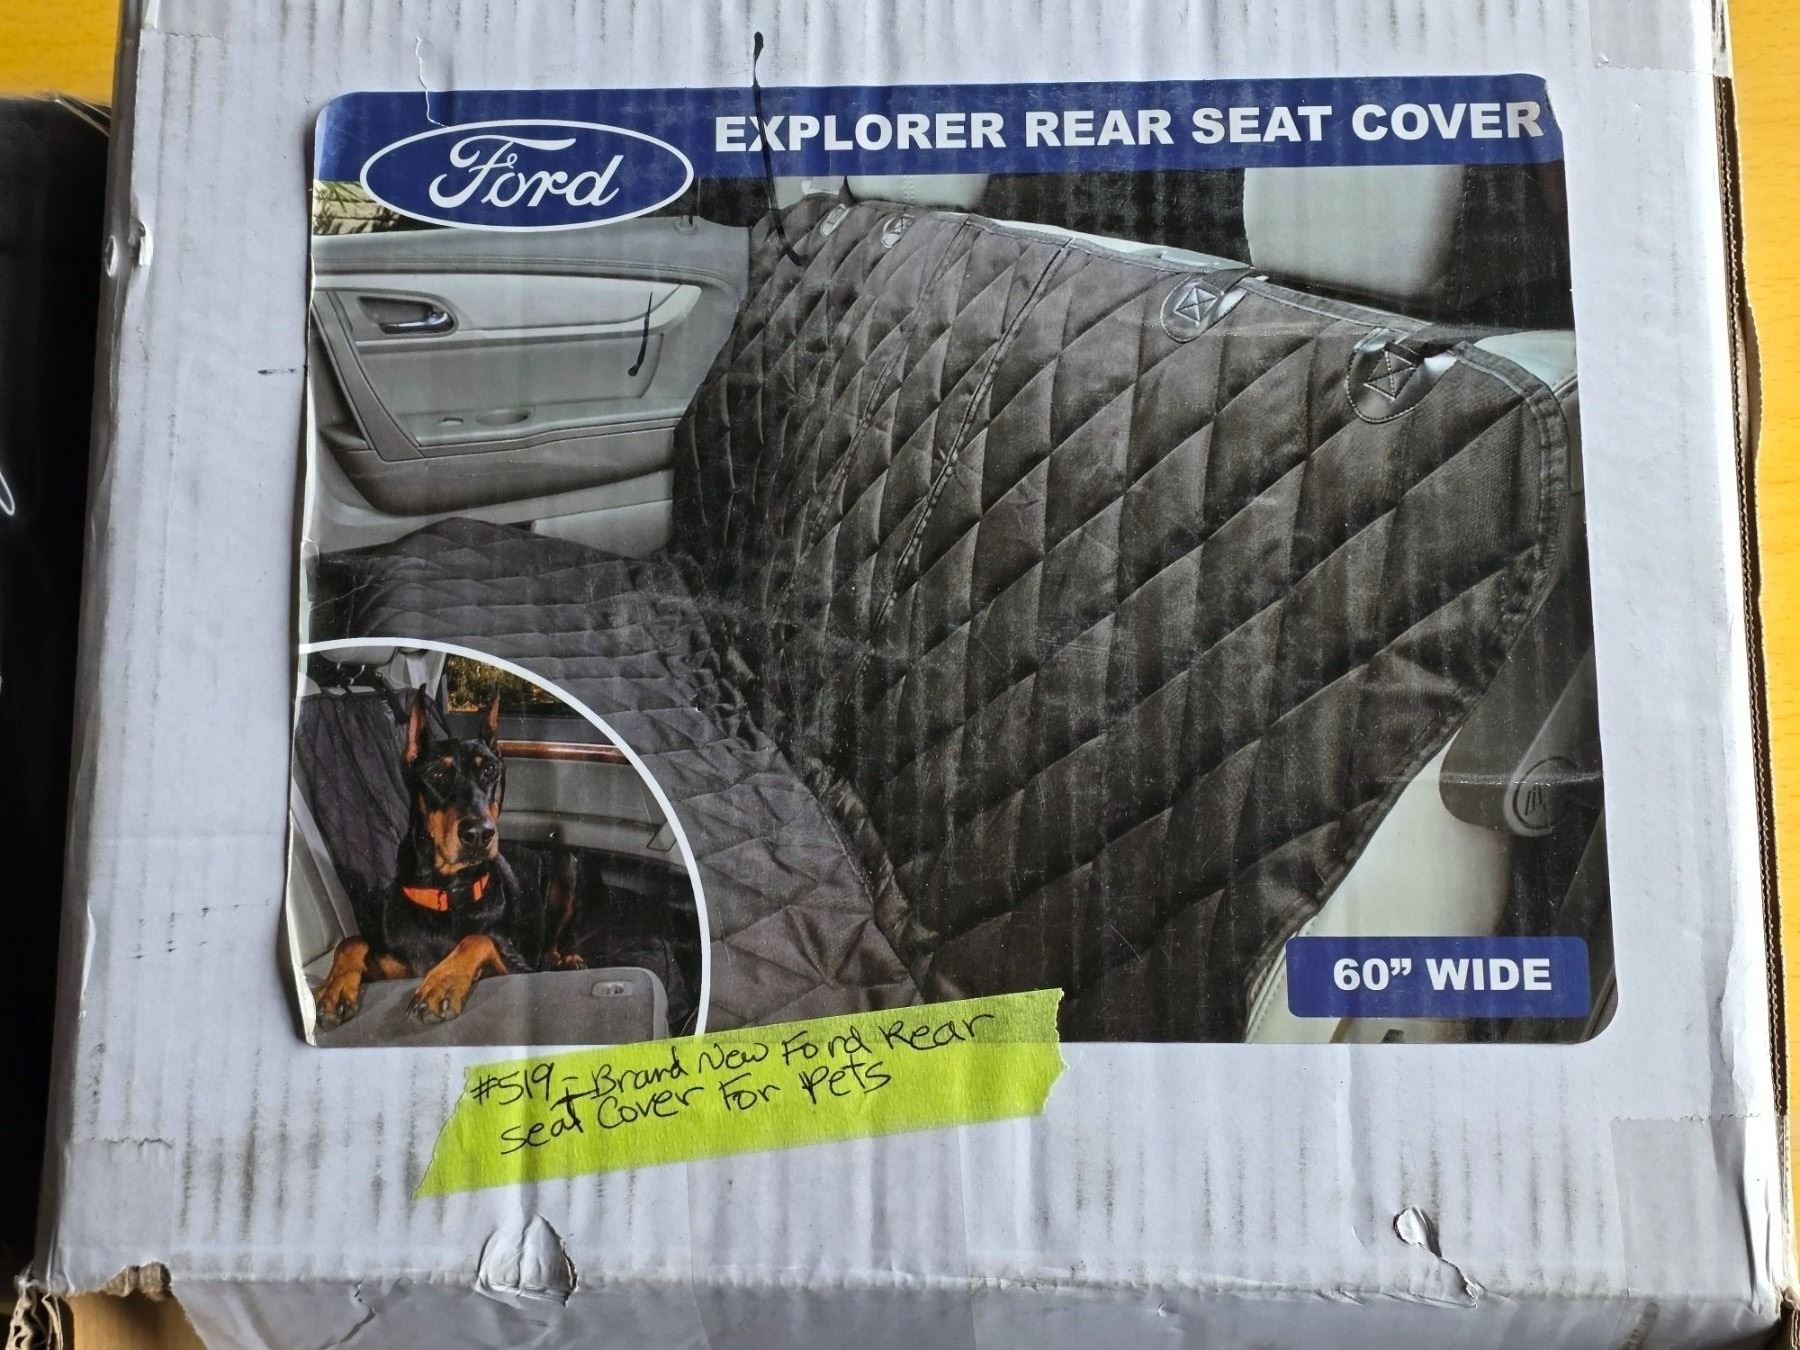 Ford
EXPLORER REAR SEAT COVER
60” WIDE
#519 - Brand New Ford Rear
seat Cover For Pets